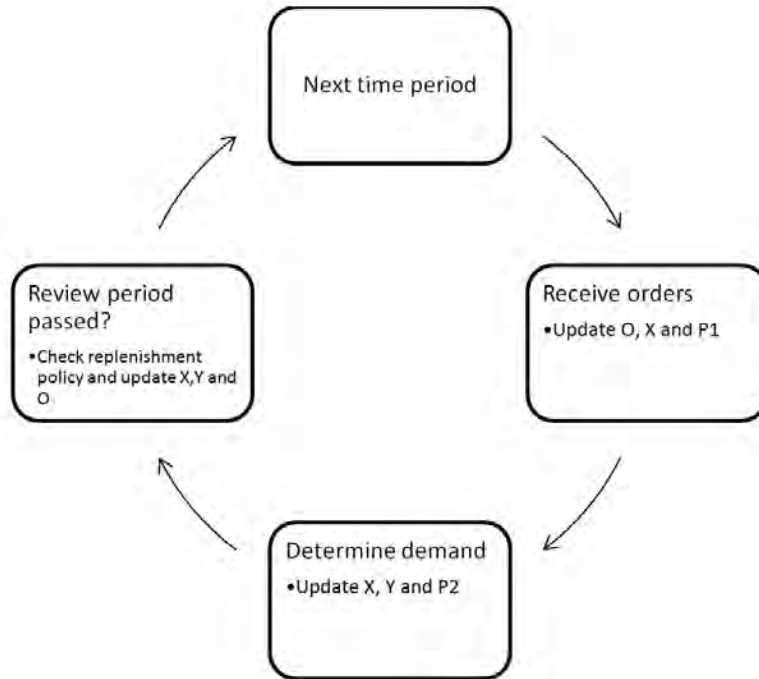 Next time period
Receive orders
•Update O, X and P1
Determine demand
•Update X, Y and P2
Review period
passed?
•Check replenishment
policy and update X,Y and
O